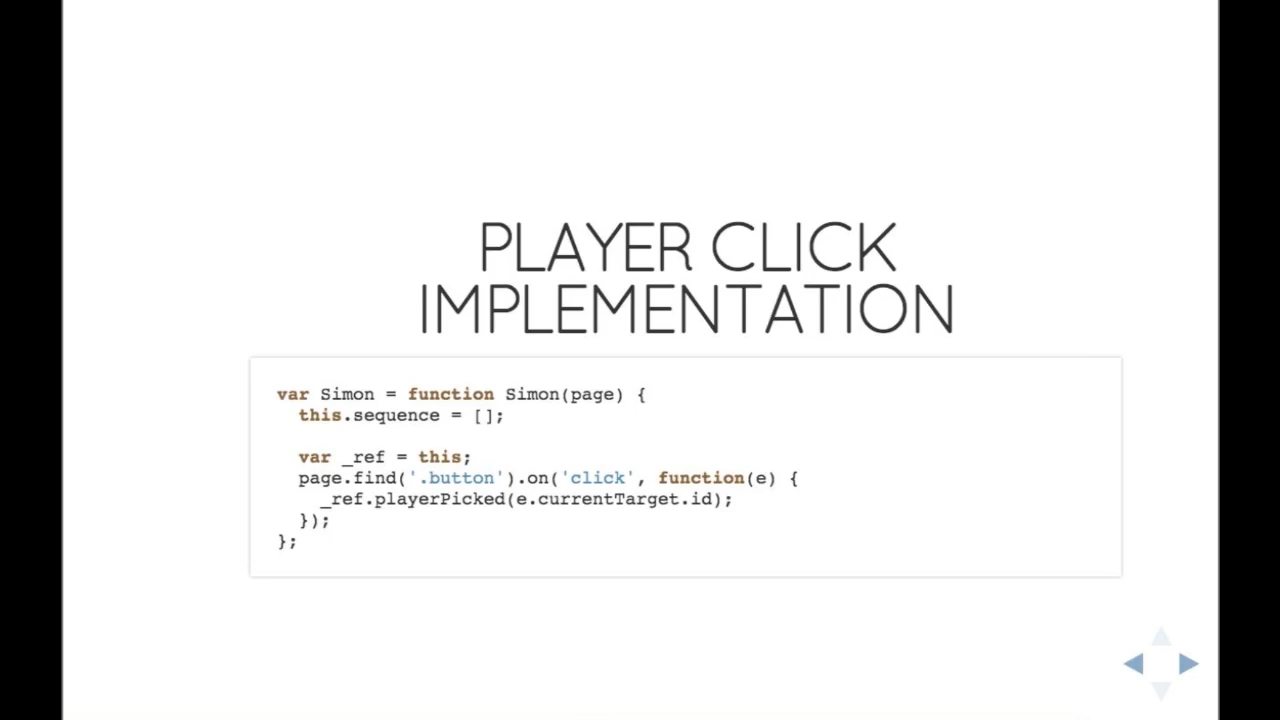 PLAYER CLICK
IMPLEMENTATION
var Simon = function Simon(page) {
  this.sequence = [];
  var _ref = this;
  page.find('.button').on('click', function(e) {
    _ref.playerPicked(e.currentTarget.id);
  });
};